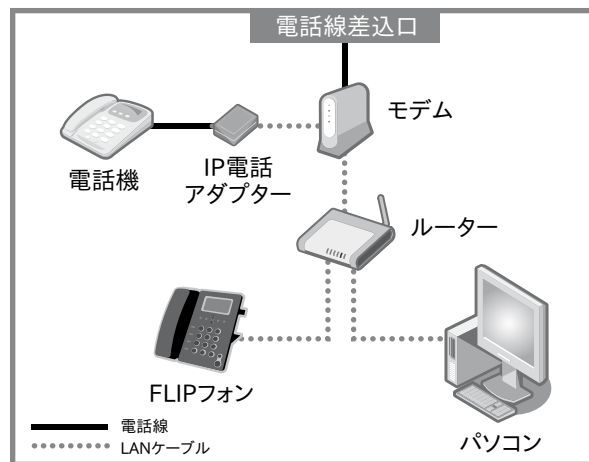 電話線差込口
モデム
電話機
IP電話
アダプター
ルーター
FLIPフォン
パソコン
電話線
LANケーブル